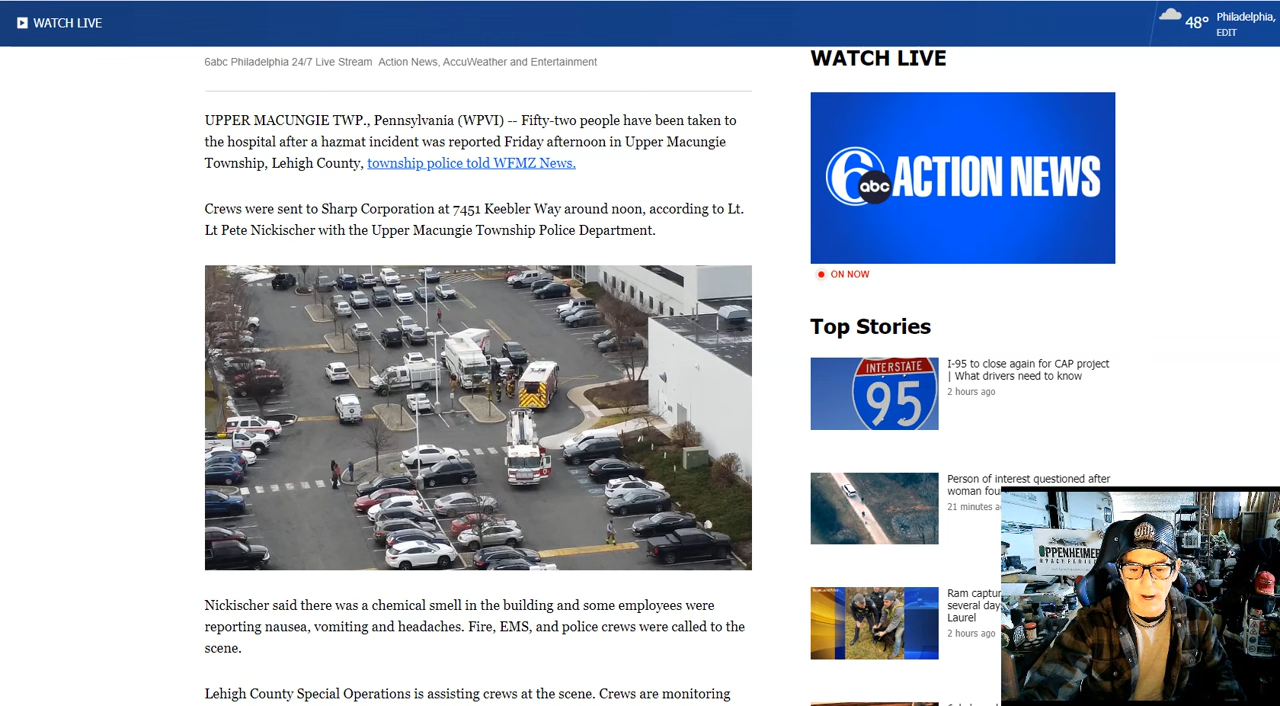 WATCH LIVE
48°
Philadelphia,
EDIT
6abc Philadelphia 24/7 Live Stream Action News, AccuWeather and Entertainment
UPPER MACUNGIE TWP., Pennsylvania (WPVI) -- Fifty-two people have been taken to
the hospital after a hazmat incident was reported Friday afternoon in Upper Macungie
Township, Lehigh County, township police told WFMZ News.
Crews were sent to Sharp Corporation at 7451 Keebler Way around noon, according to Lt.
Lt Pete Nickischer with the Upper Macungie Township Police Department.
Nickischer said there was a chemical smell in the building and some employees were
reporting nausea, vomiting and headaches. Fire, EMS, and police crews were called to the
scene.
Lehigh County Special Operations is assisting crews at the scene. Crews are monitoring
WATCH LIVE
6 abc ACTION NEWS
ON NOW
Top Stories
INTERSTATE
95
I-95 to close again for CAP project
| What drivers need to know
2 hours ago
Person of interest questioned after
woman fou
21 minutes a
Ram captur
several day
Laurel
2 hours ago
OPPENHEIMER